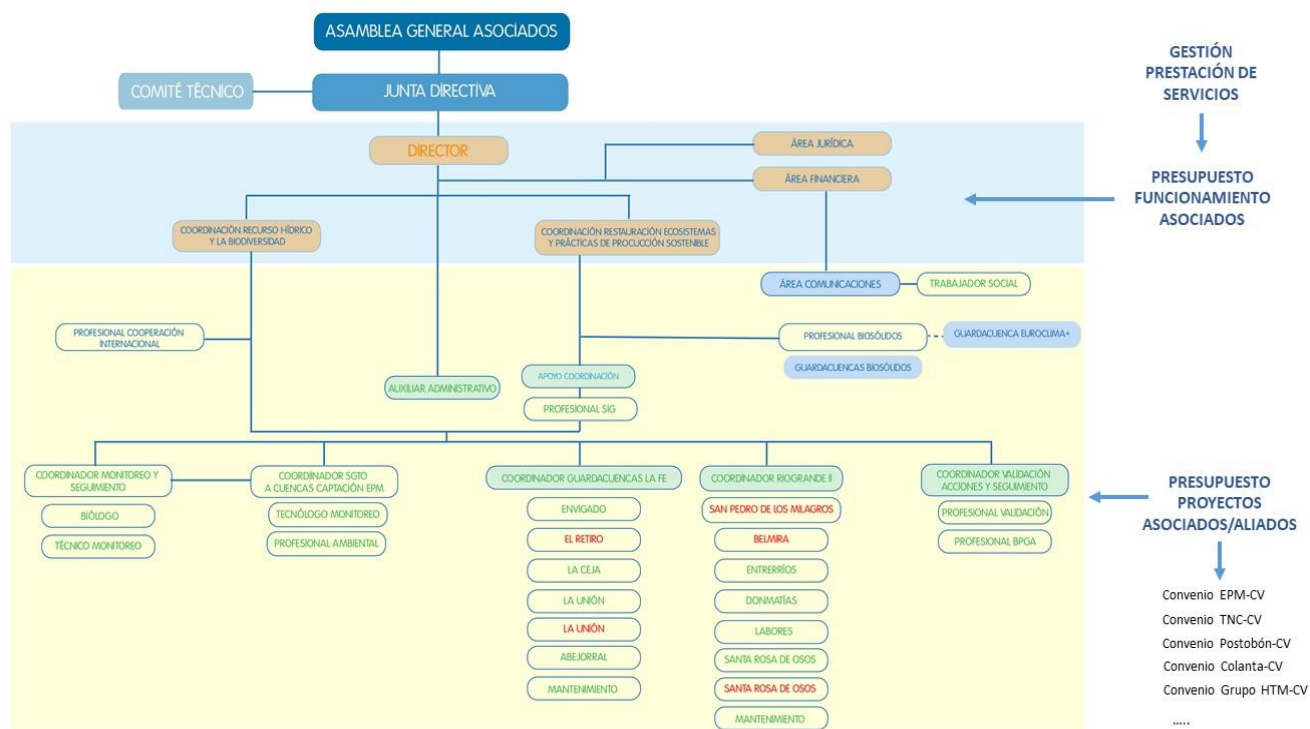 ASAMBLEA GENERAL ASOCIADOS
COMITÉ TÉCNICO
JUNTA DIRECTIVA
GESTIÓN
PRESTACIÓN DE
SERVICIOS
DIRECTOR
ÁREA JURÍDICA
ÁREA FINANCIERA
PRESUPUESTO
FUNCIONAMIENTO
ASOCIADOS
COORDINACIÓN RECURSO HÍDRICO
Y LA BIODIVERSIDAD
COORDINACIÓN RESTAURACIÓN ECOSISTEMAS
Y PRÁCTICAS DE PROCUCCIÓN SOSTENIBLE
ÁREA COMUNICACIONES
TRABAJADOR SOCIAL
PROFESIONAL COOPERACIÓN
INTERNACIONAL
PROFESIONAL BIOSÓLIDOS
GUARDACUENCA EUROCLIMA+
GUARDACUENCAS BIOSÓLIDOS
AUXILIAR ADMINISTRATIVO
APOYO COORDINACIÓN
PROFESIONAL SIG
COORDINADOR MONITOREO Y
SEGUIMIENTO
BIÓLOGO
TÉCNICO MONITOREO
COORDIINADOR SGTO
A CUENCAS CAPTACIÓN EPM
TECNÓLOGO MONITOREO
PROFESIONAL AMBIENTAL
COORDINADOR GUARDACUENCAS LA FE
ENVIGADO
EL RETIRO
LA CEJA
LA UNIÓN
LA UNIÓN
ABEJORRAL
MANTENIMIENTO
COORDINADOR RIOGRANDE II
SAN PEDRO DE LOS MILAGROS
BELMIRA
ENTRERRÍOS
DONMATÍAS
LABORES
SANTA ROSA DE OSOS
SANTA ROSA DE OSOS
MANTENIMIENTO
COORDINADOR VALIDACIÓN
ACCIONES Y SEGUIMIENTO
PROFESIONAL VALIDACIÓN
PROFESIONAL BPGA
PRESUPUESTO
PROYECTOS
ASOCIADOS/ALIADOS
Convenio EPM-CV
Convenio TNC-CV
Convenio Postobón-CV
Convenio Colanta-CV
Convenio Grupo HTM-CV
.....